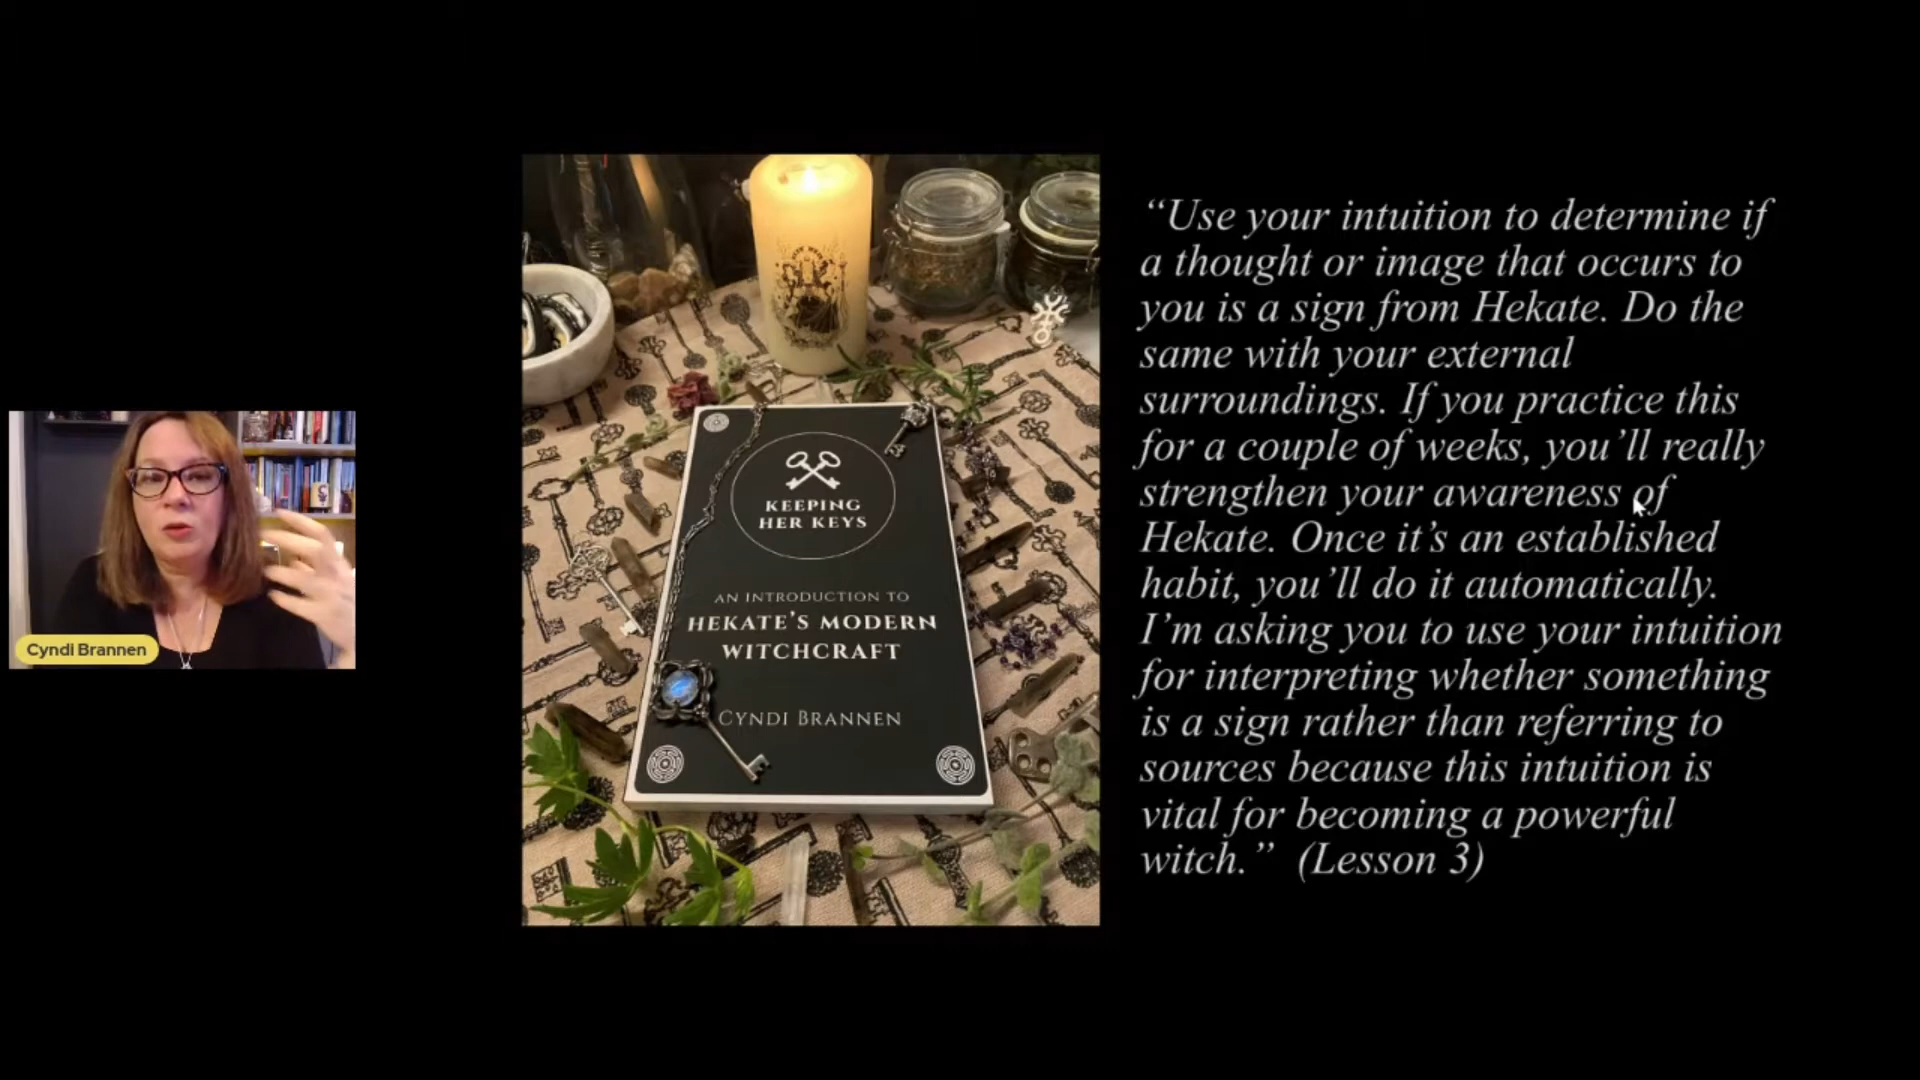 Cyndi Brannen
KEEPING
HER KEYS
AN INTRODUCTION TO
HEKATE'S MODERN
WITCHCRAFT
CYNDI BRANNEN
“Use your intuition to determine if
a thought or image that occurs to
you is a sign from Hekate. Do the
same with your external
surroundings. If you practice this
for a couple of weeks, you’ll really
strengthen your awareness of
Hekate. Once it’s an established
habit, you’ll do it automatically.
I’m asking you to use your intuition
for interpreting whether something
is a sign rather than referring to
sources because this intuition is
vital for becoming a powerful
witch.” (Lesson 3)